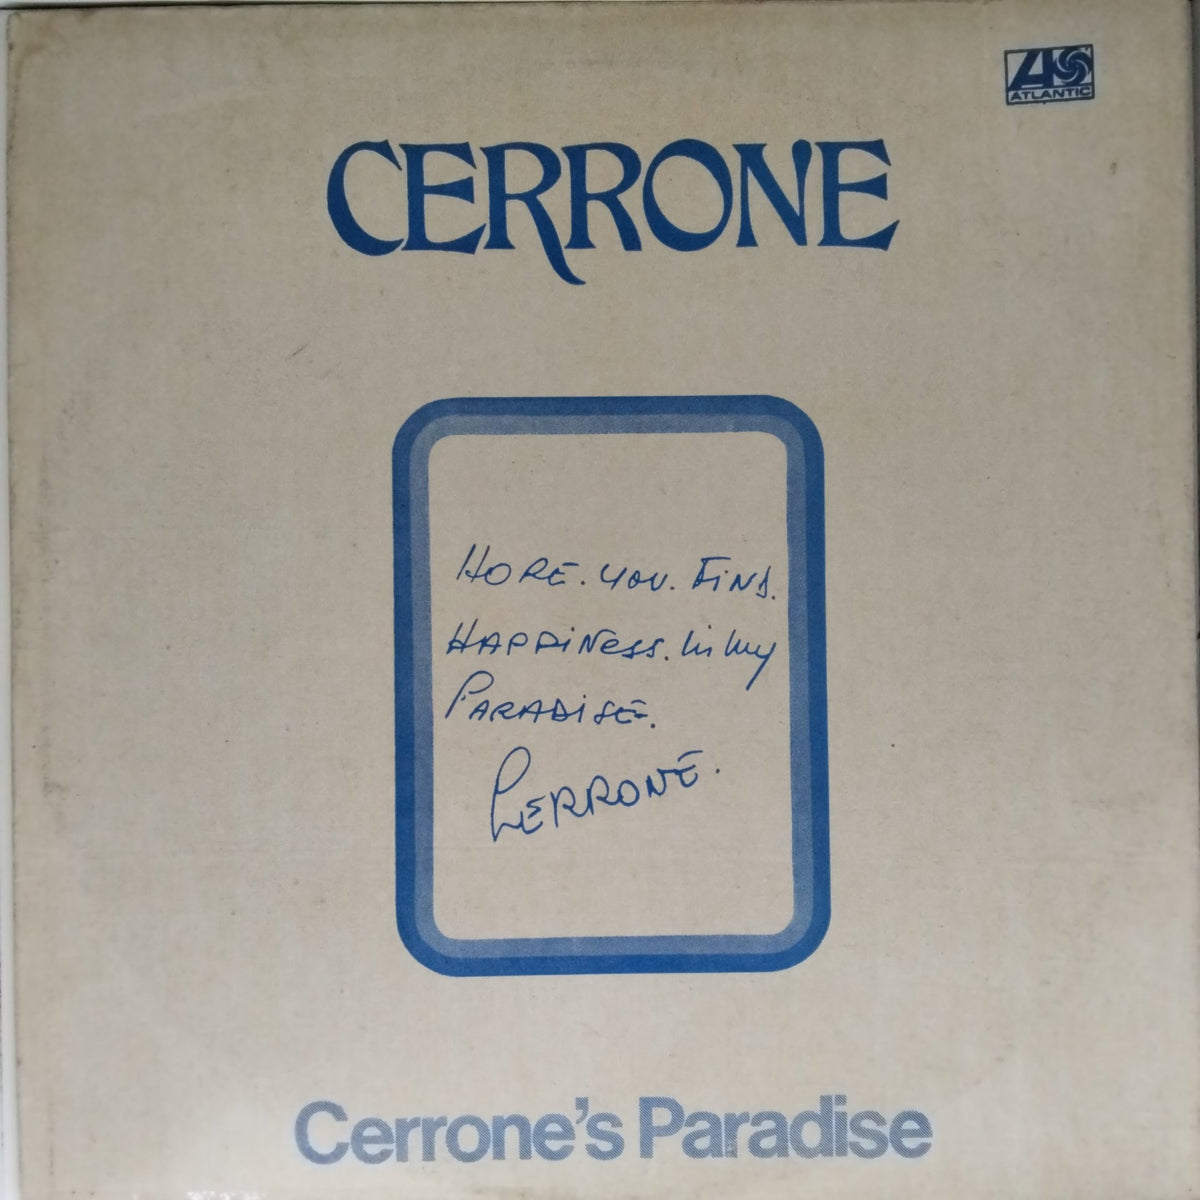 ATLANTIC
CERRONE
HOPE. YOU. FIND.
HAPPINESS. in my
PARADISE.
CERRONE.
Cerrone's Paradise